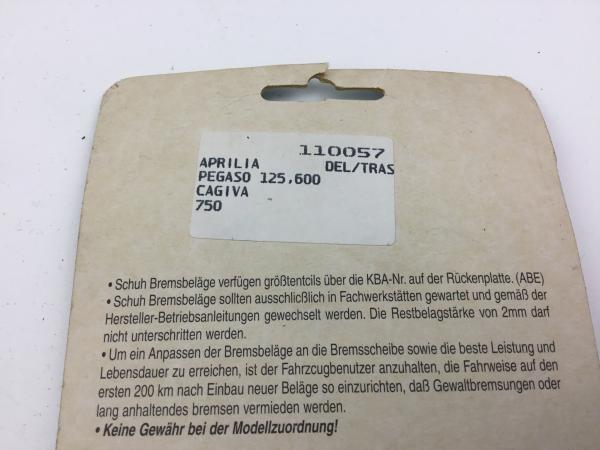 110057
APRILIA DEL/TRAS
PEGASO 125,600
CAGIVA
750
• Schuh Bremsbeläge verfügen größtentcils über die KBA-Nr. auf der Rückenplatte. (ABE)
• Schuh Bremsbeläge sollten ausschlicßlich in Fachwerkstätten gewartet und gemäß der
Hersteller-Betriebsanleitungen gewechselt werden. Die Restbelagstärke von 2mm darf
nicht unterschritten werden.
• Um ein Anpassen der Bremsbeläge an die Bremsscheibe sowie die beste Leistung und
Lebensdauer zu erreichen, ist der Fahrzcugbenutzer anzuhalten, die Fahrweise auf den
ersten 200 km nach Einbau neuer Beläge so einzurichten, daß Gewaltbremsungen oder
lang anhaltendes bremsen vermieden werden.
• Keine Gewähr bei der Modellzuordnung!